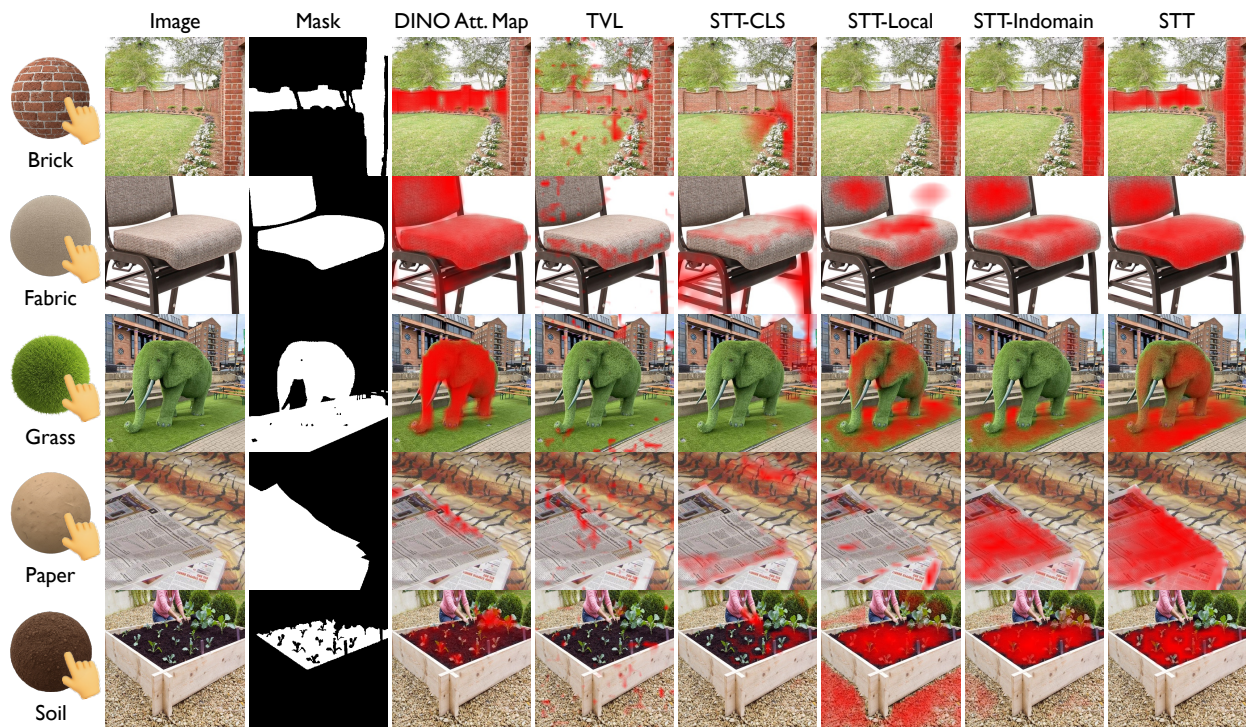 Image Mask DINO Att. Map TVL STT-CLS STT-Local STT-Indomain STT
Brick
Fabric
Grass
Paper
Soil